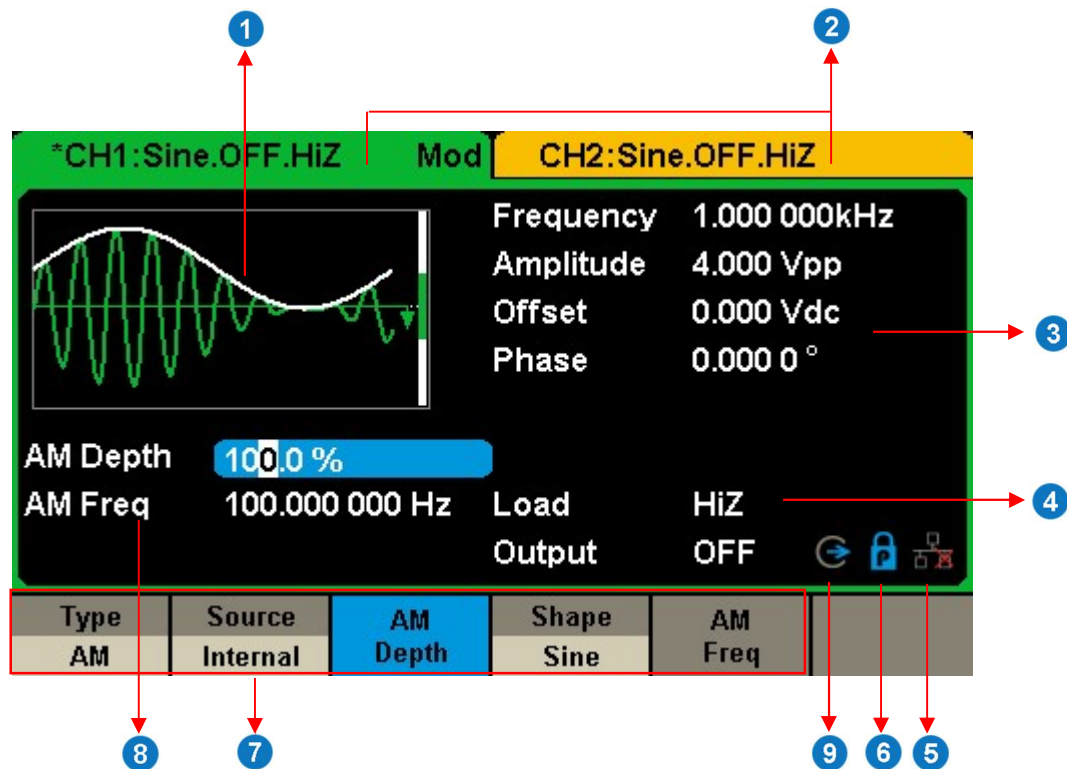 1 2
*CH1:Sine.OFF.HiZ Mod CH2:Sine.OFF.HiZ
Frequency 1.000 000kHz
Amplitude 4.000 Vpp
Offset 0.000 Vdc
3
Phase 0.000 0 °
AM Depth 100.0 %
AM Freq 100.000 000 Hz Load HiZ 4
Output OFF P
Type Source AM Shape AM
AM Internal Depth Sine Freq
8 7 9 6 5